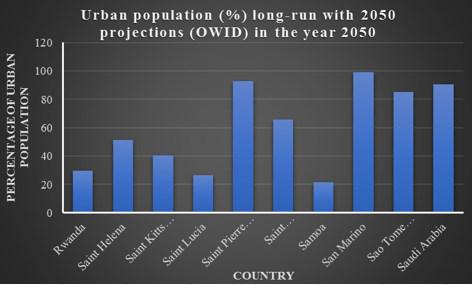 Urban population (%) long-run with 2050
projections (OWID) in the year 2050
PERCENTAGE OF URBAN
POPULATION
120
100
80
60
40
20
0
Rwanda
Saint Helena
Saint Kitts…
Saint Lucia
Saint Pierre…
Saint…
Samoa
San Marino
Sao Tome…
Saudi Arabia
COUNTRY